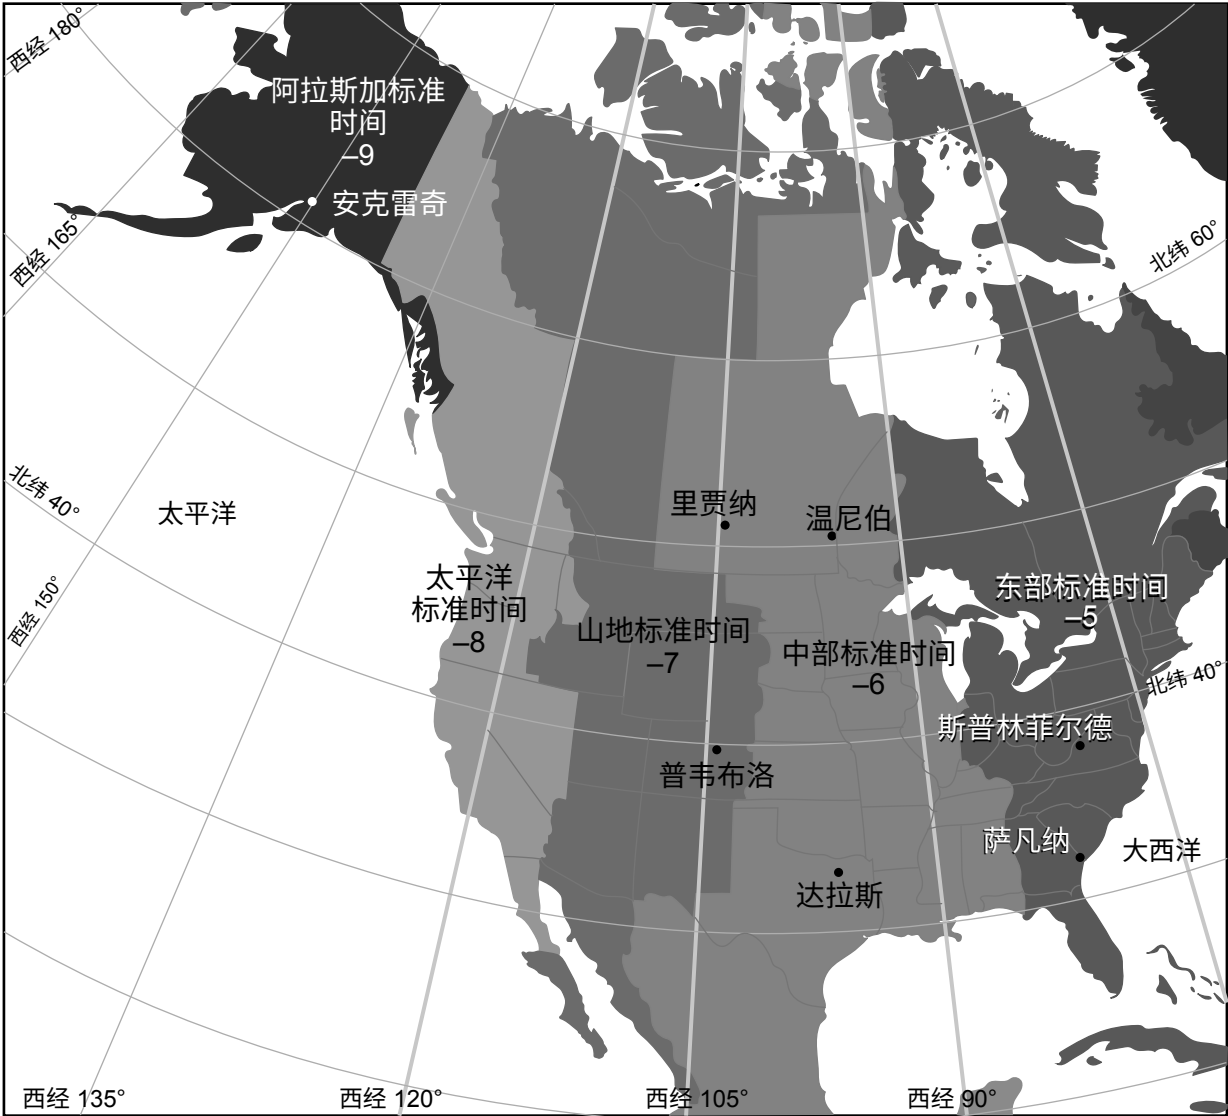 西经 180°
阿拉斯加标准
时间
–9
安克雷奇
西经 165°
北纬 60°
北纬 40°
太平洋
里贾纳
温尼伯
西经 150°
太平洋
标准时间
–8
山地标准时间
–7
中部标准时间
–6
东部标准时间
–5
北纬 40°
斯普林菲尔德
普韦布洛
萨凡纳
大西洋
达拉斯
西经 135°
西经 120°
西经 105°
西经 90°